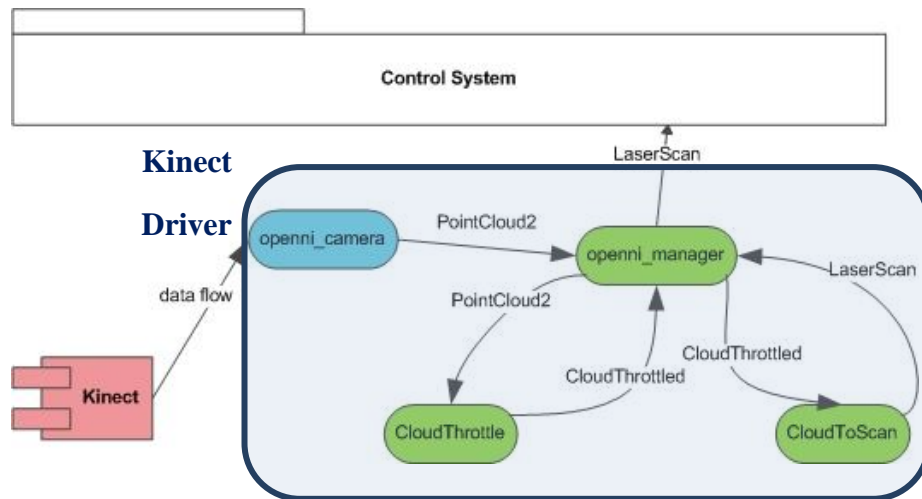 Control System
LaserScan
Kinect
Driver
openni_camera
PointCloud2
openni_manager
LaserScan
data flow
PointCloud2
CloudThrottled
CloudThrottled
Kinect
CloudThrottle
CloudToScan